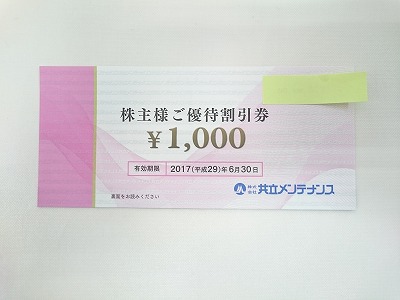 株主様ご優待割引券
¥1,000
有効期限 2017(平成29)年6月30日
株式会社 共立メンテナンス
裏面をお読みください